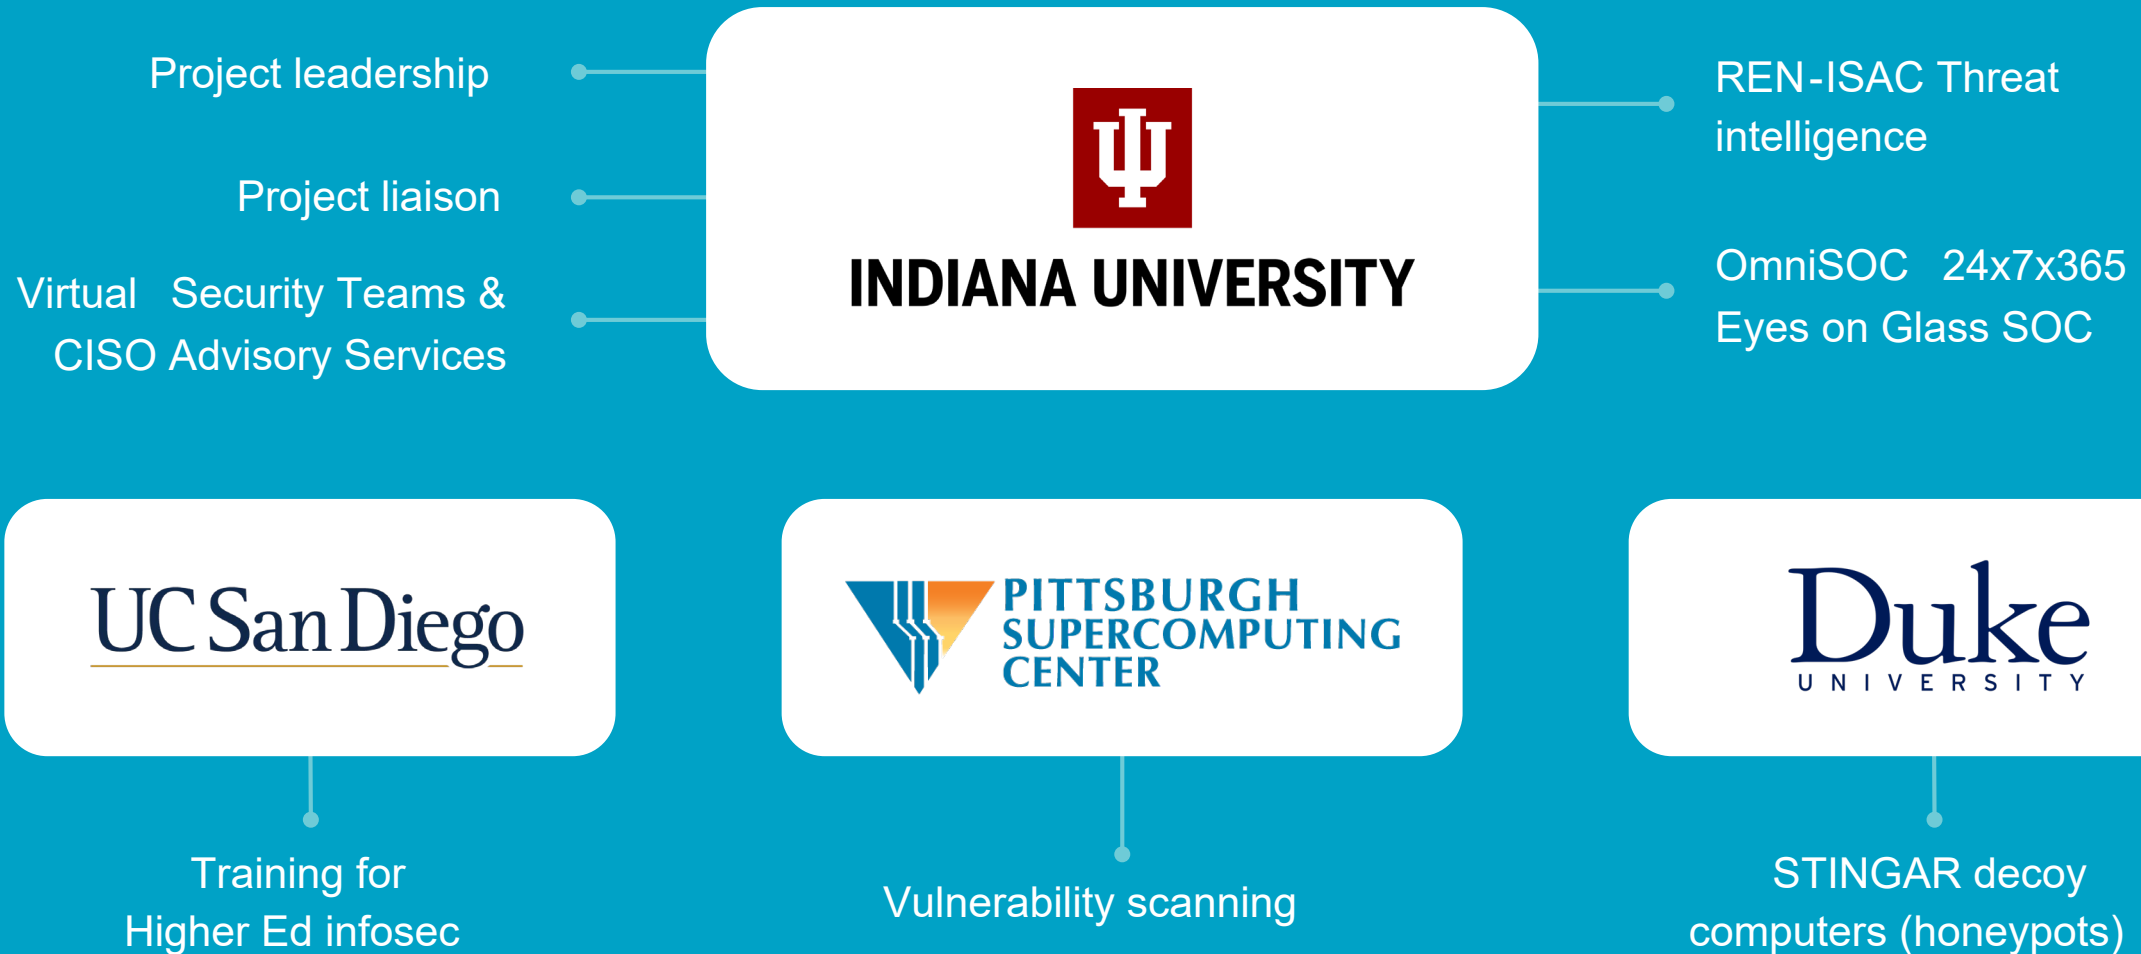 Project leadership
Project liaison
Virtual Security Teams &
CISO Advisory Services
INDIANA UNIVERSITY
REN-ISAC Threat
intelligence
OmniSOC 24x7x365
Eyes on Glass SOC
UC San Diego
Training for
Higher Ed infosec
PITTSBURGH
SUPERCOMPUTING
CENTER
Vulnerability scanning
Duke
UNIVERSITY
STINGAR decoy
computers (honeypots)